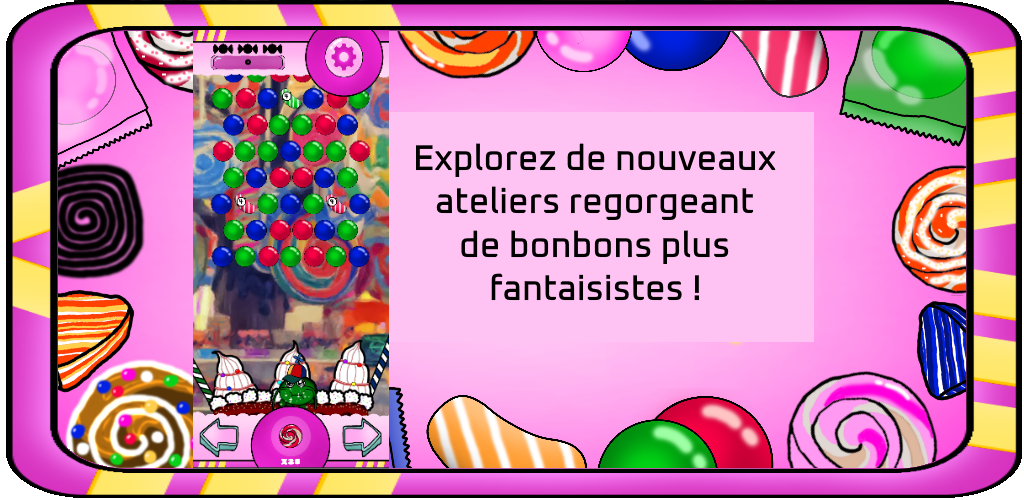 Explorez de nouveaux
ateliers regorgeant
de bonbons plus
fantaisistes !